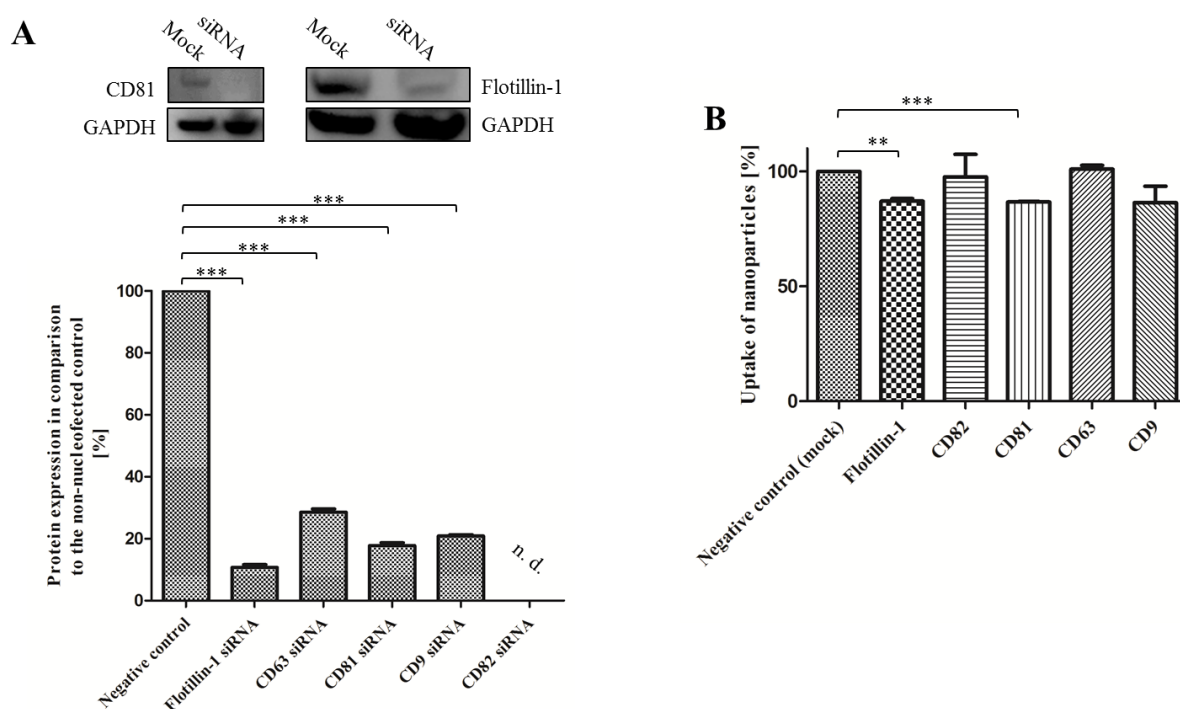 A
Mock
siRNA
Mock
siRNA
CD81
Flotillin-1
GAPDH
GAPDH
***
***
***
***
Protein expression in comparison
to the non-nucleofected control
[%]
100
80
60
40
20
0
n. d.
Negative control
Flotillin-1 siRNA
CD63 siRNA
CD81 siRNA
CD9 siRNA
CD82 siRNA
B
***
**
Uptake of nanoparticles [%]
100
50
0
Negative control (mock)
Flotillin-1
CD82
CD81
CD63
CD9